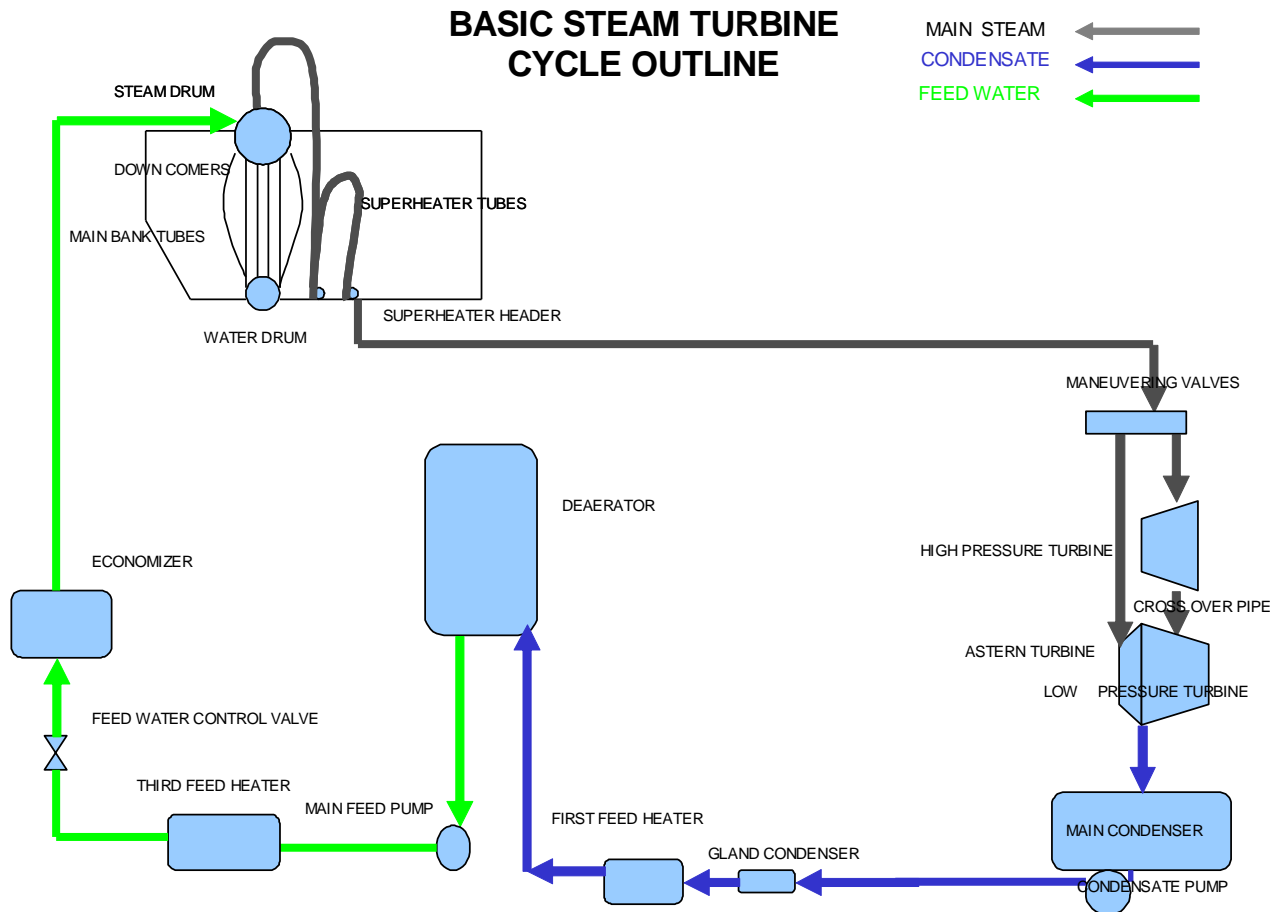 BASIC STEAM TURBINE
CYCLE OUTLINE
MAIN STEAM
CONDENSATE
FEED WATER
STEAM DRUM
DOWN COMERS
SUPERHEATER TUBES
MAIN BANK TUBES
SUPERHEATER HEADER
WATER DRUM
MANEUVERING VALVES
DEAERATOR
HIGH PRESSURE TURBINE
ECONOMIZER
CROSS OVER PIPE
ASTERN TURBINE
LOW PRESSURE TURBINE
FEED WATER CONTROL VALVE
THIRD FEED HEATER
MAIN FEED PUMP
FIRST FEED HEATER
MAIN CONDENSER
GLAND CONDENSER
CONDENSATE PUMP